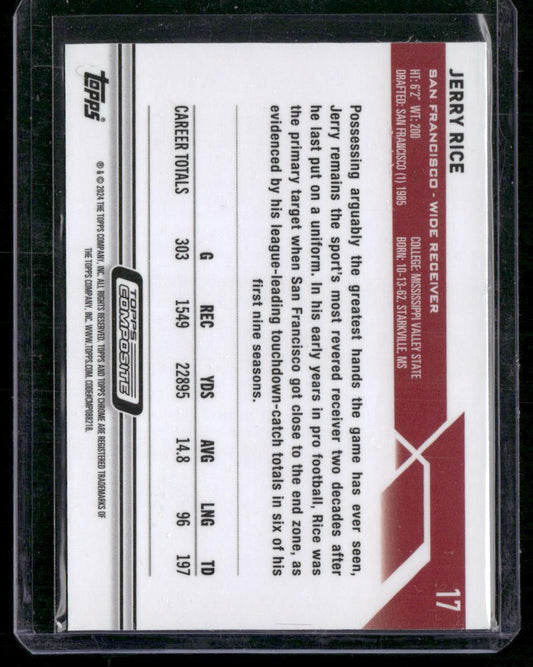 JERRY RICE
17
SAN FRANCISCO - WIDE RECEIVER
HT: 6'2" WT: 200 COLLEGE: MISSISSIPPI VALLEY STATE
DRAFTED: SAN FRANCISCO (1) 1985 BORN: 10-13-62, STARKVILLE, MS
Possessing arguably the greatest hands the game has ever seen,
Jerry remains the sport's most revered receiver two decades after
he last put on a uniform. In his early years in pro football, Rice was
the primary target when San Francisco got close to the end zone, as
evidenced by his league-leading touchdown-catch totals in six of his
first nine seasons.
G REC YDS AVG LNG TD
CAREER TOTALS 303 1549 22895 14.8 96 197
TOPPS
COMPOSITE
topps®
® & © 2024 THE TOPPS COMPANY, INC. ALL RIGHTS RESERVED. TOPPS AND TOPPS CHROME ARE REGISTERED TRADEMARKS OF
THE TOPPS COMPANY, INC. WWW.TOPPS.COM. CODE#CMP088218.